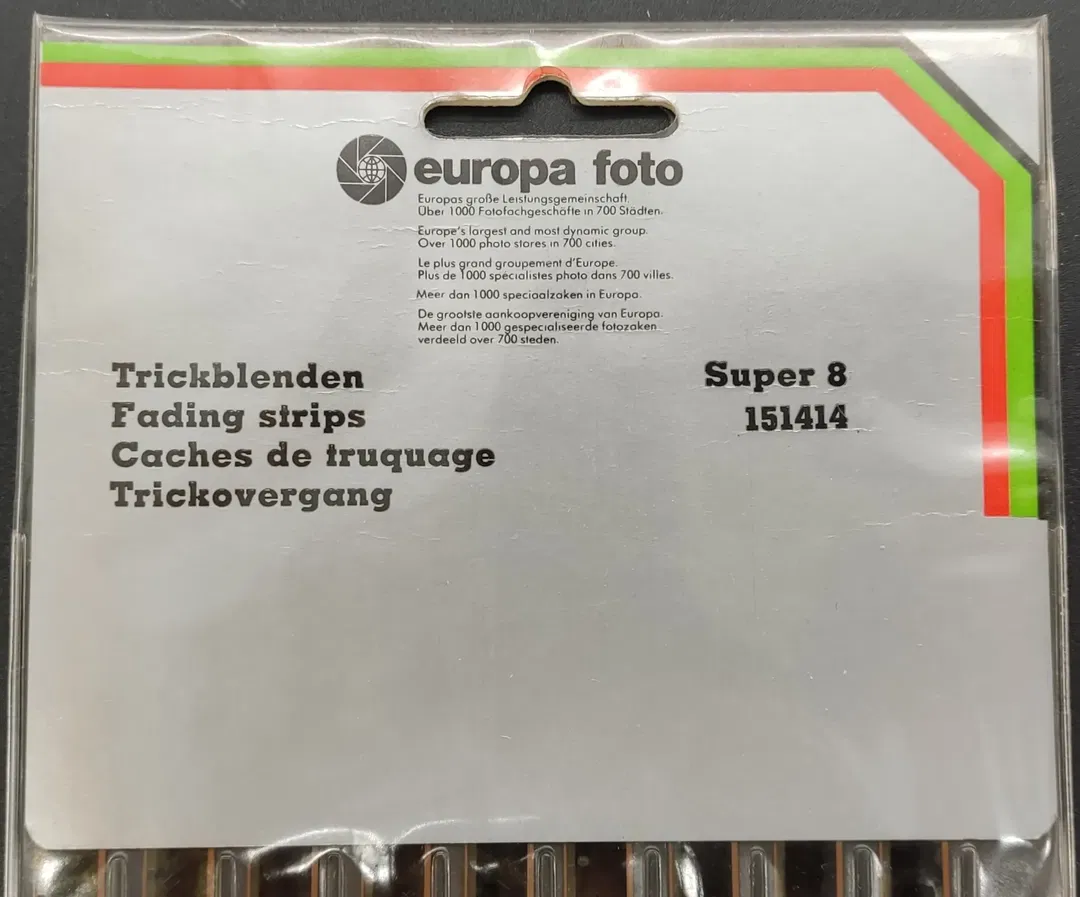 europa foto
Europas große Leistungsgemeinschaft.
Über 1000 Fotofachgeschäfte in 700 Städten.
Europe's largest and most dynamic group.
Over 1000 photo stores in 700 cities.
Le plus grand groupement d'Europe.
Plus de 1000 spécialistes photo dans 700 villes.
Meer dan 1000 speciaalzaken in Europa.
De grootste aankoopvereniging van Europa.
Meer dan 1000 gespecialiseerde fotozaken
verdeeld over 700 steden.
Trickblenden
Fading strips
Caches de truquage
Trickovergang
Super 8
151414